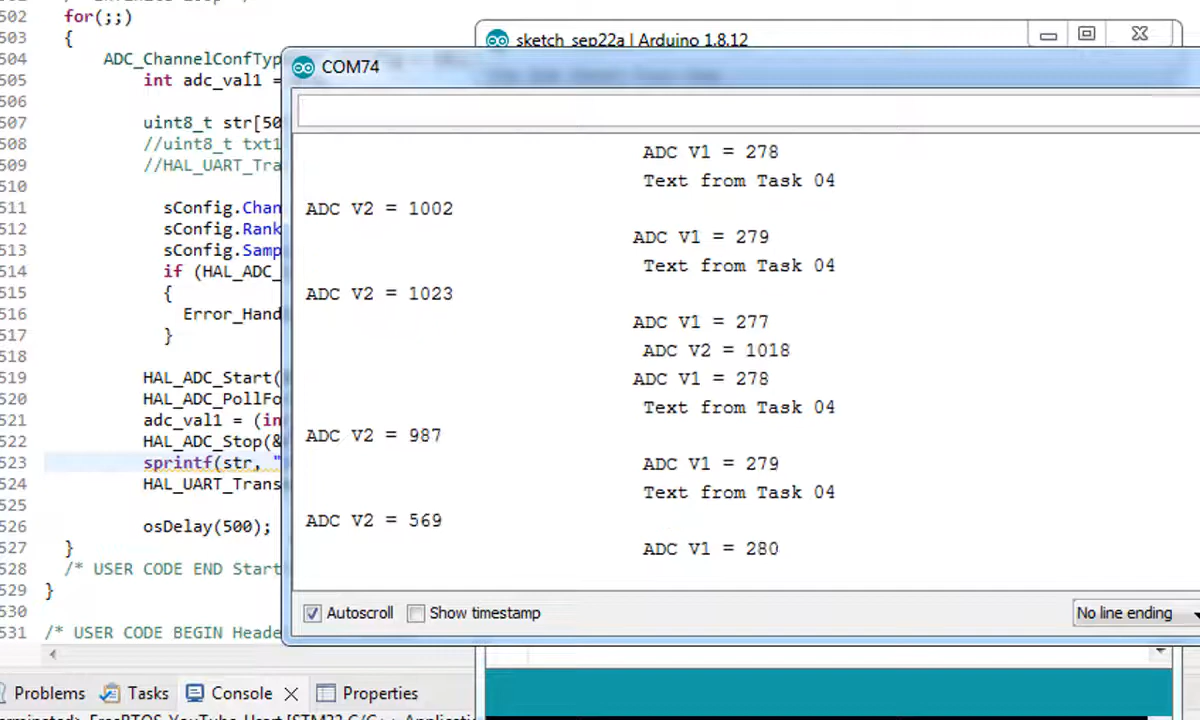 502 for(;;)
503 {
504 ADC_ChannelConfTyp
505 int adc_val1 =
506
507 uint8_t str[50
508 //uint8_t txt1
509 //HAL_UART_Tra
510
511 sConfig.Chan
512 sConfig.Rank
513 sConfig.Samp
514 if (HAL_ADC_
515 {
516 Error_Hand
517 }
518
519 HAL_ADC_Start(
520 HAL_ADC_PollFo
521 adc_val1 = (in
522 HAL_ADC_Stop(&
523 sprintf(str, "
524 HAL_UART_Trans
525
526 osDelay(500);
527 }
528 /* USER CODE END Start
529 }
530
531 /* USER CODE BEGIN Heade
sketch_sep22a | Arduino 1.8.12
COM74
ADC V1 = 278
Text from Task 04
ADC V2 = 1002
ADC V1 = 279
Text from Task 04
ADC V2 = 1023
ADC V1 = 277
ADC V2 = 1018
ADC V1 = 278
Text from Task 04
ADC V2 = 987
ADC V1 = 279
Text from Task 04
ADC V2 = 569
ADC V1 = 280
Autoscroll Show timestamp
No line ending
Problems Tasks Console Properties